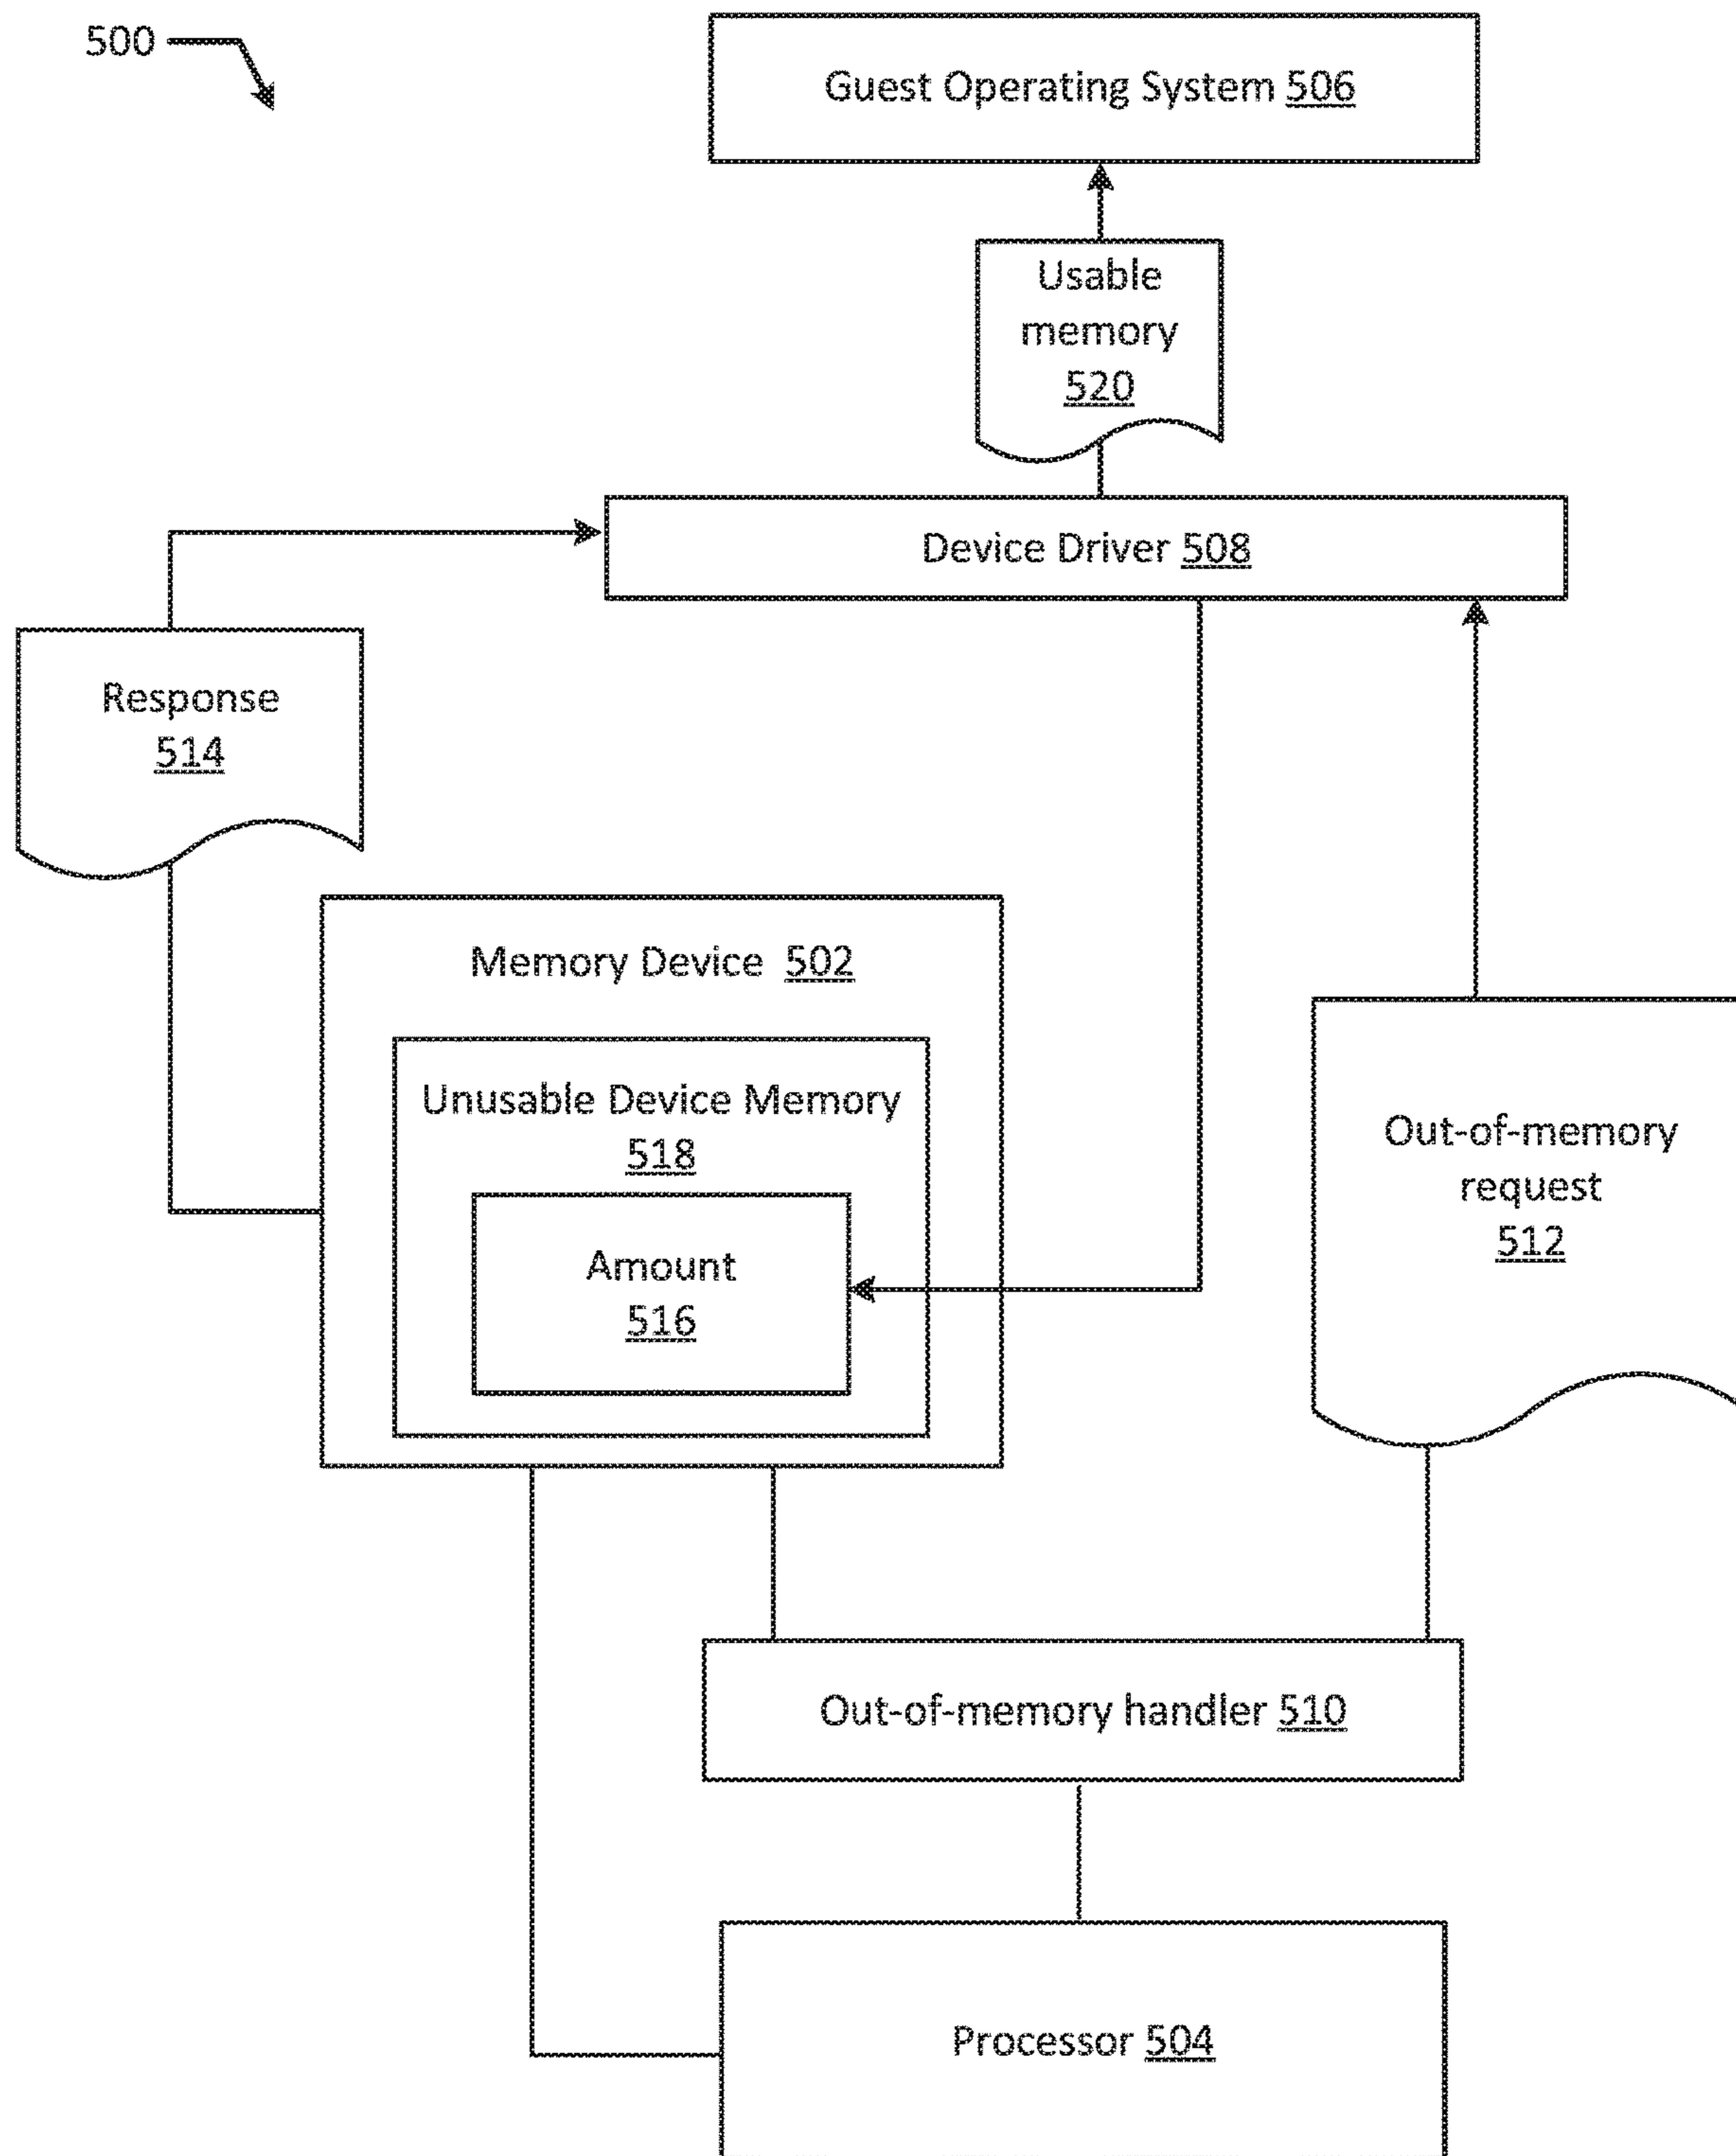 500
Guest Operating System 506
Usable
memory
520
Device Driver 508
Response
514
Memory Device 502
Unusable Device Memory
518
Out-of-memory
request
512
Amount
516
Out-of-memory handler 510
Processor 504